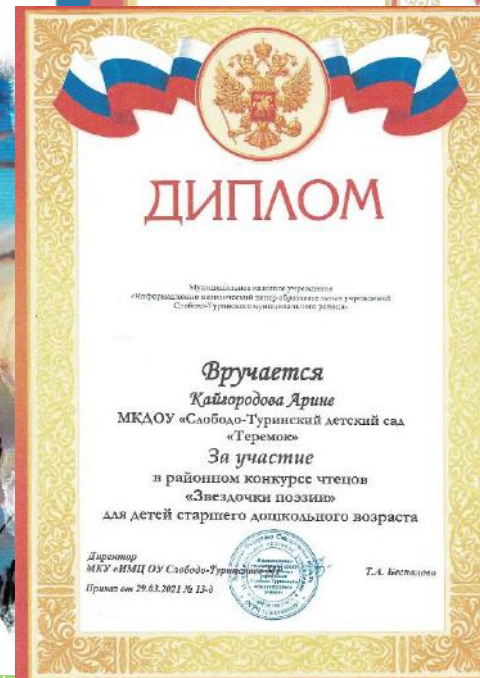 ДИПЛОМ
Муниципальное казенное учреждение
«Информационно методический центр образовательных учреждений
Слободо-Туринского муниципального района»
Вручается
Кайгородова Арине
МКДОУ «Слободо-Туринский детский сад
«Теремок»
За участие
в районном конкурсе чтецов
«Звездочки поэзии»
для детей старшего дошкольного возраста
Директор
МКУ «ИМЦ ОУ Слободо-Туринского
Т.А. Беспалова
Приказ от 29.03.2021 № 13-д